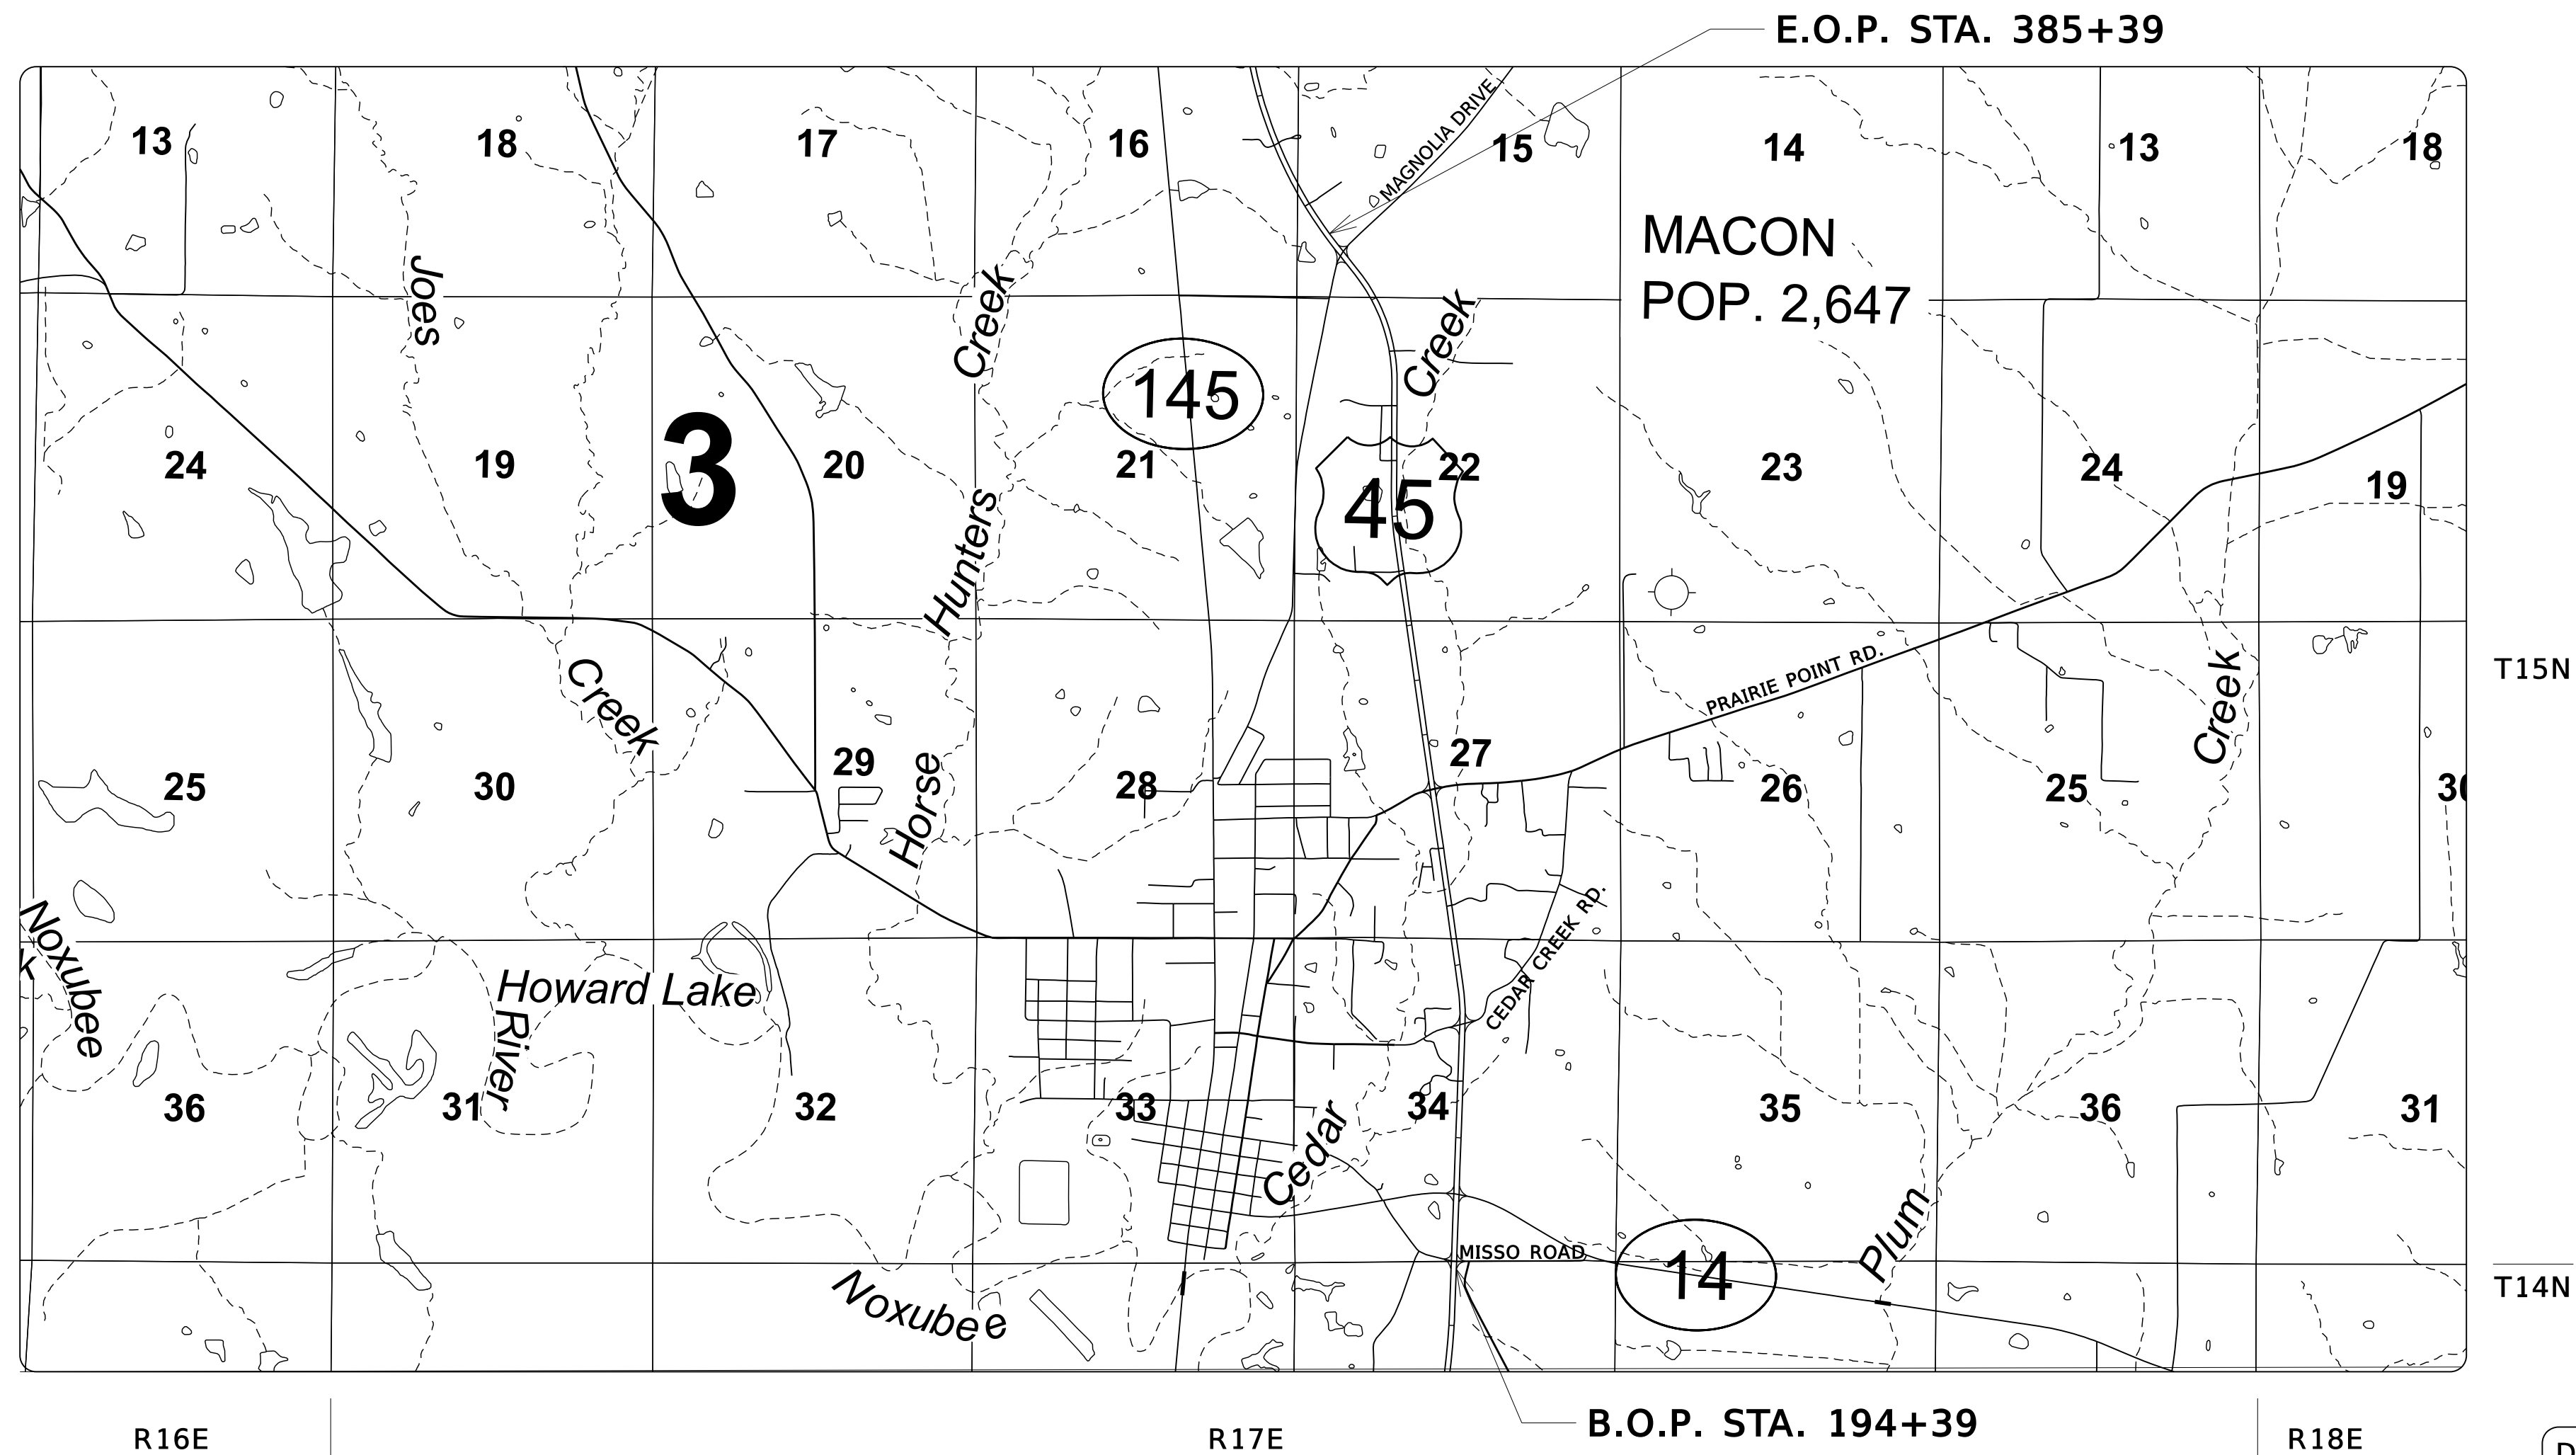 E.O.P. STA. 385+39
MAGNOLIA DRIVE
13
18
17
16
15
14
13
18
MACON
POP. 2,647
Joes
Creek
Creek
145
3
24
19
20
21
22
45
23
24
19
Hunters
T15N
PRAIRIE POINT RD.
Creek
Creek
25
30
29
Horse
28
27
26
25
30
CEDAR CREEK RD.
Noxubee
k
Howard Lake
River
36
31
32
33
34
35
36
31
Cedar
Plum
MISSO ROAD
14
Noxubee
T14N
B.O.P. STA. 194+39
R16E
R17E
R18E